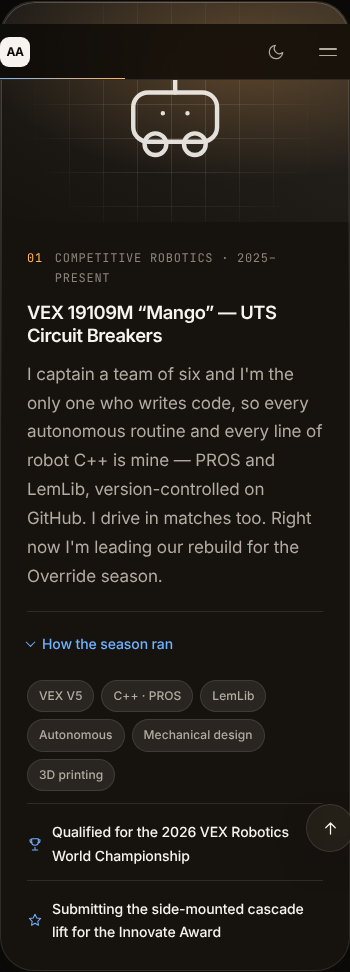 AA
01 COMPETITIVE ROBOTICS · 2025–
PRESENT
VEX 19109M “Mango” — UTS
Circuit Breakers
I captain a team of six and I'm the
only one who writes code, so every
autonomous routine and every line of
robot C++ is mine — PROS and
LemLib, version-controlled on
GitHub. I drive in matches too. Right
now I'm leading our rebuild for the
Override season.
How the season ran
VEX V5 C++ · PROS LemLib
Autonomous Mechanical design
3D printing
Qualified for the 2026 VEX Robotics
World Championship
Submitting the side-mounted cascade
lift for the Innovate Award